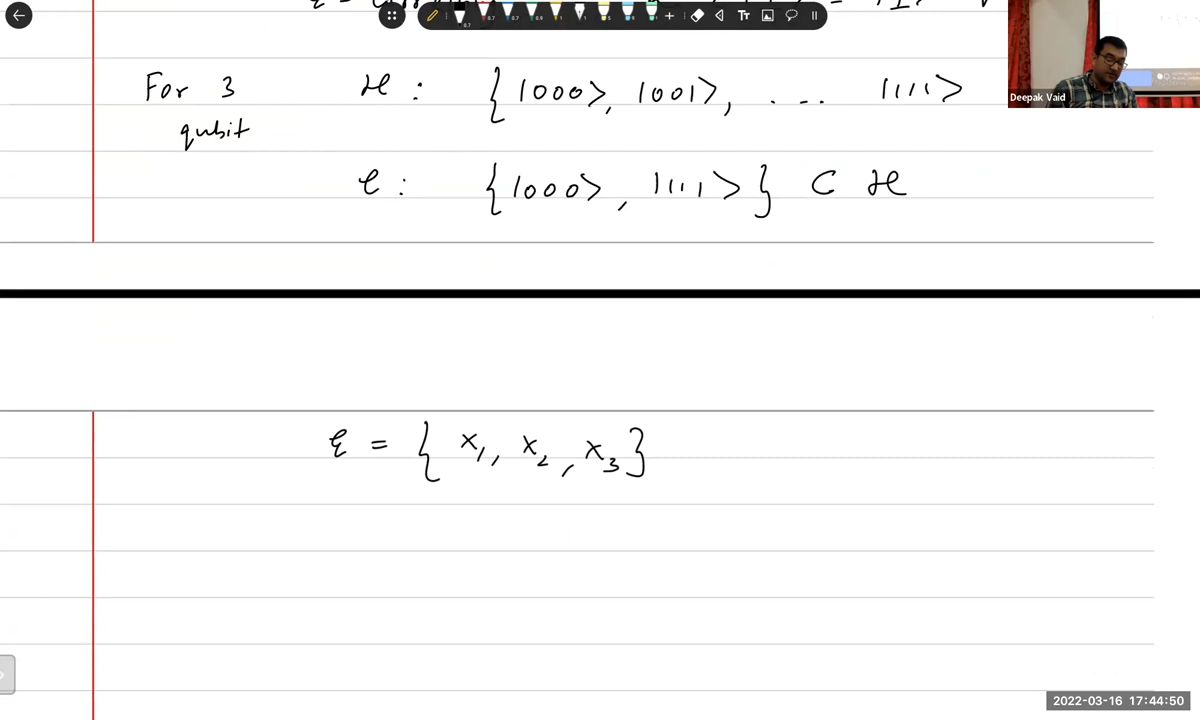 For 3 ℋ : { |000⟩, |001⟩, . ... |111⟩
qubit
𝒞 : { |000⟩, |111⟩ } ⊂ ℋ
Deepak Vaid
ℰ = { X₁, X₂, X₃ }
2022-03-16 17:44:50